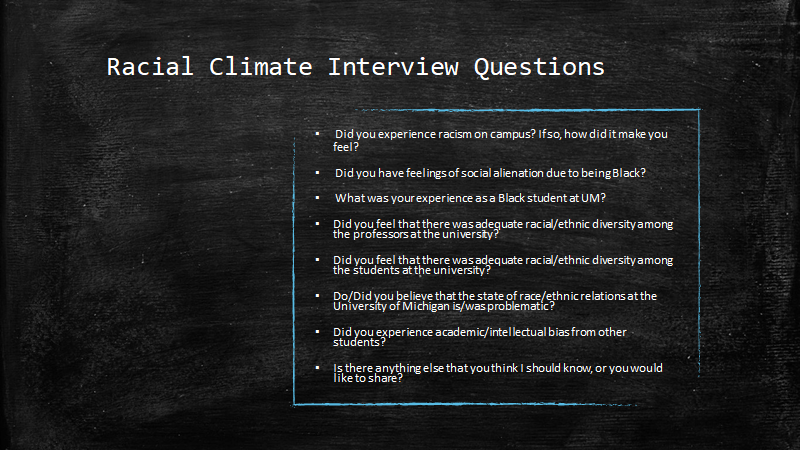 Racial Climate Interview Questions
▪ Did you experience racism on campus? If so, how did it make you
feel?
▪ Did you have feelings of social alienation due to being Black?
▪ What was your experience as a Black student at UM?
▪ Did you feel that there was adequate racial/ethnic diversity among
the professors at the university?
▪ Did you feel that there was adequate racial/ethnic diversity among
the students at the university?
▪ Do/Did you believe that the state of race/ethnic relations at the
University of Michigan is/was problematic?
▪ Did you experience academic/intellectual bias from other
students?
▪ Is there anything else that you think I should know, or you would
like to share?